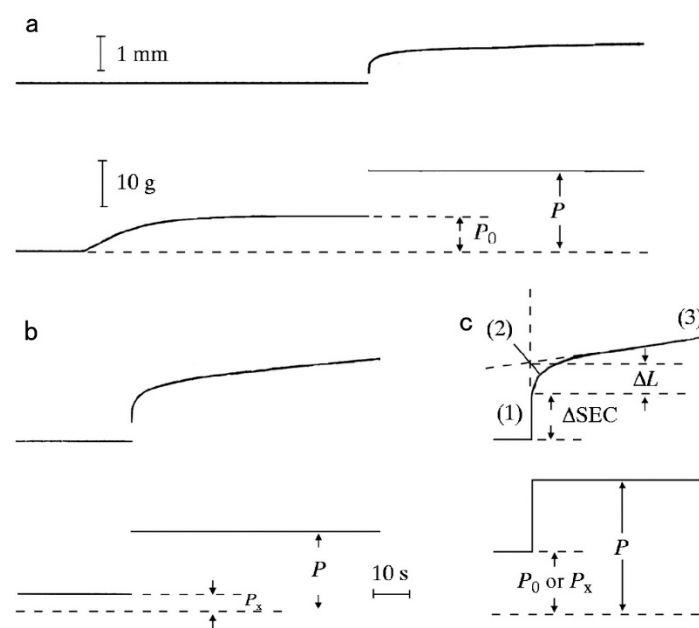 a
1 mm
10 g
P
P₀
b
P
Pₓ
10 s
c
(3)
(2)
ΔL
(1)
ΔSEC
P
P₀ or Pₓ